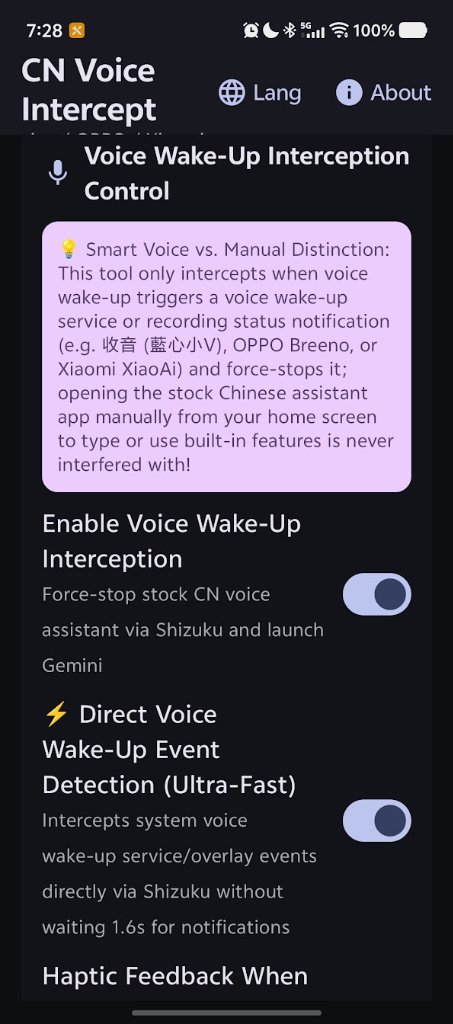 7:28
5G
100%
CN Voice
Intercept
Lang
About
Voice Wake-Up Interception
Control
💡 Smart Voice vs. Manual Distinction:
This tool only intercepts when voice
wake-up triggers a voice wake-up
service or recording status notification
(e.g. 收音 (藍心小V), OPPO Breeno, or
Xiaomi XiaoAi) and force-stops it;
opening the stock Chinese assistant
app manually from your home screen
to type or use built-in features is never
interfered with!
Enable Voice Wake-Up
Interception
Force-stop stock CN voice
assistant via Shizuku and launch
Gemini
⚡ Direct Voice
Wake-Up Event
Detection (Ultra-Fast)
Intercepts system voice
wake-up service/overlay events
directly via Shizuku without
waiting 1.6s for notifications
Haptic Feedback When